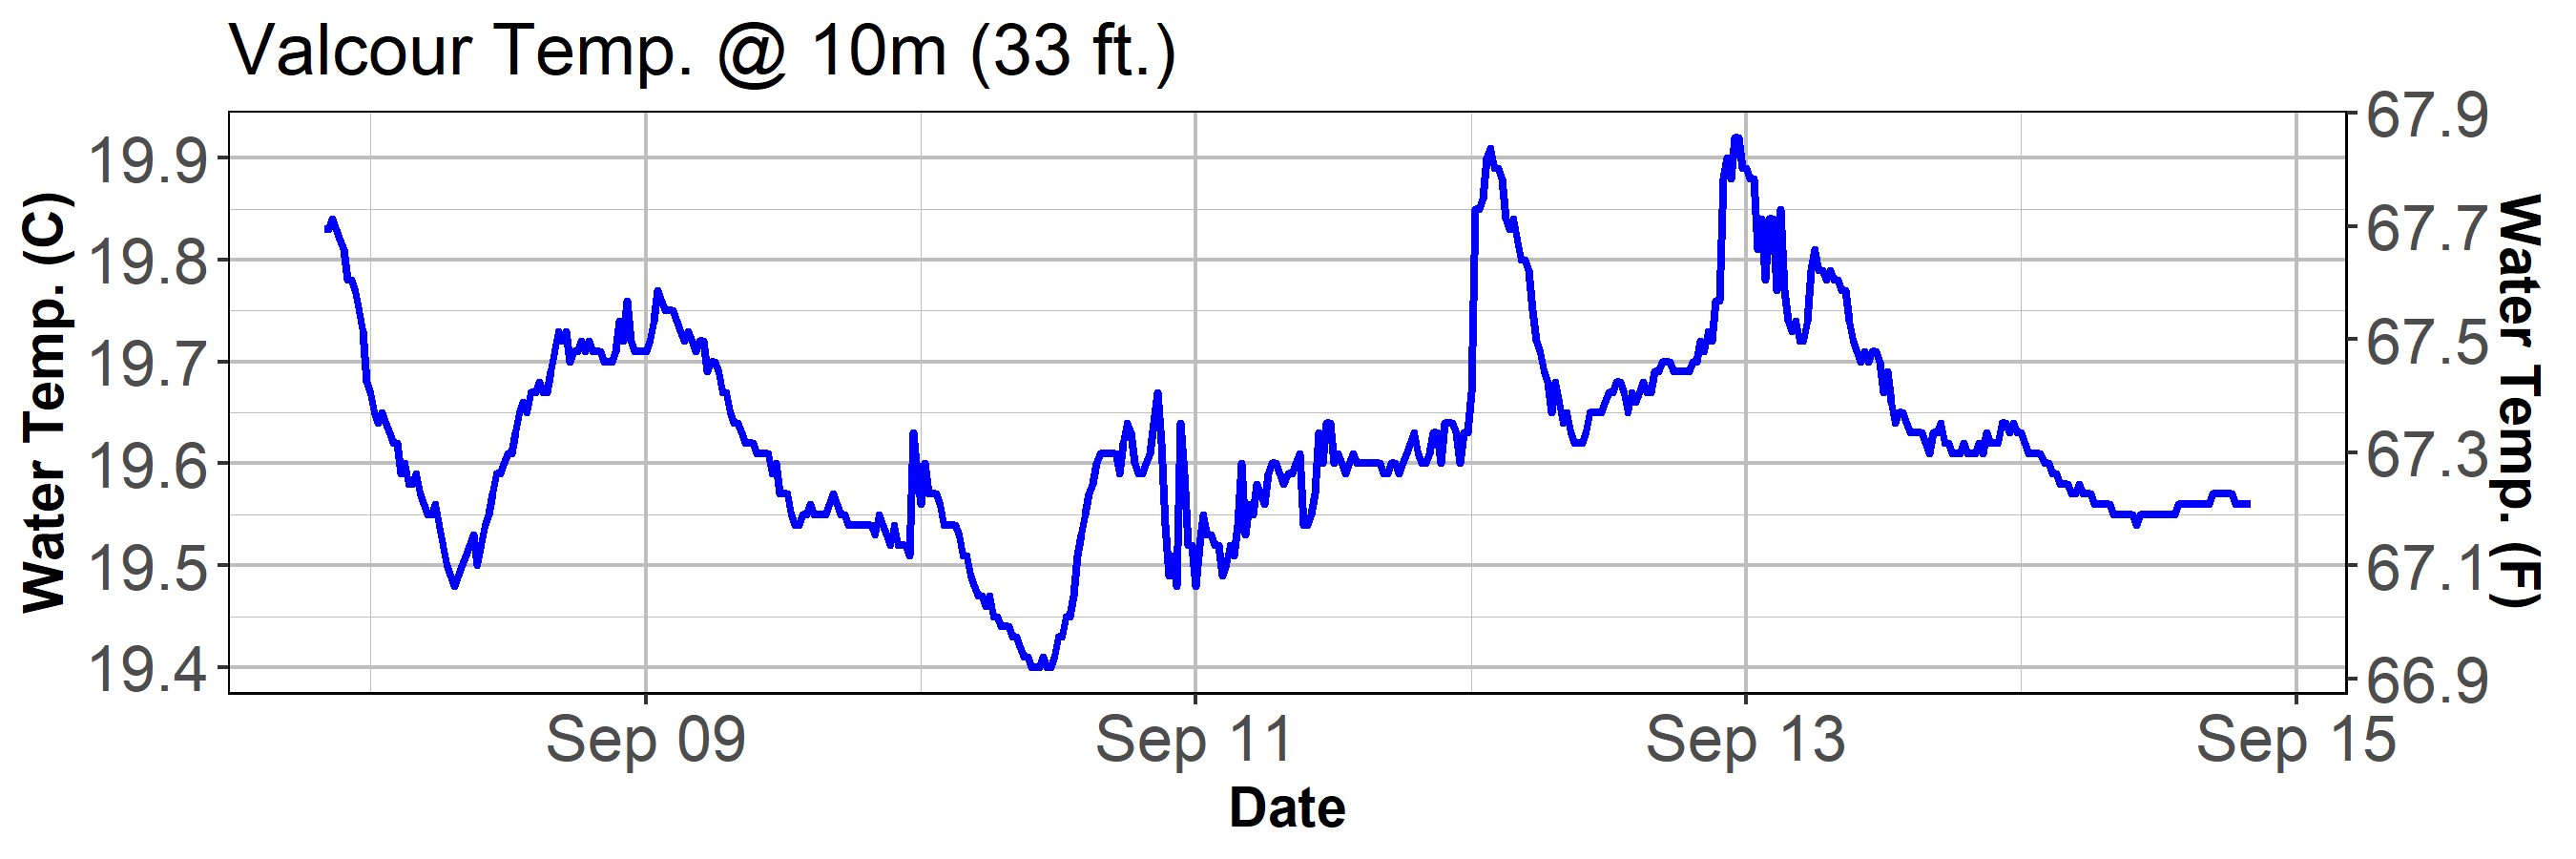 Valcour Temp. @ 10m (33 ft.)
Water Temp. (C)
19.9
19.8
19.7
19.6
19.5
19.4
67.9
67.7
67.5
67.3
67.1
66.9
Water Temp. (F)
Sep 09
Sep 11
Sep 13
Sep 15
Date